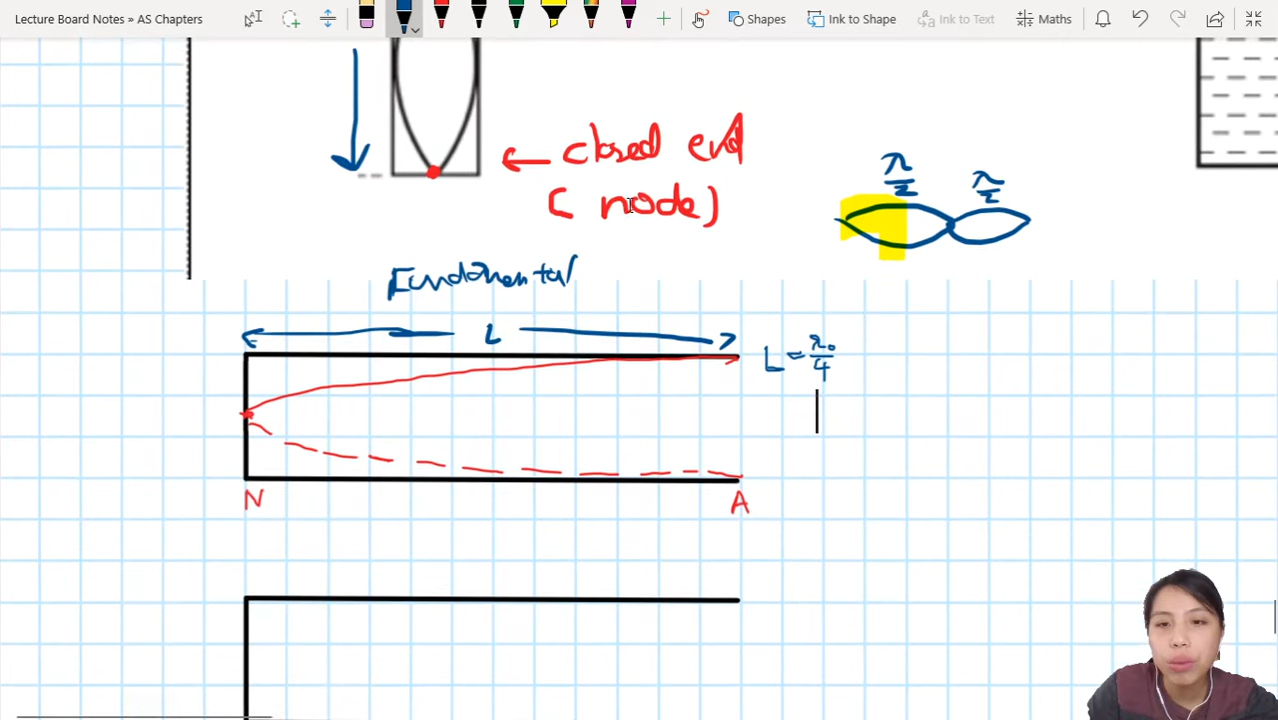 Lecture Board Notes » AS Chapters
Shapes
Ink to Shape
Ink to Text
Maths
← closed end
( node)
λ/2 λ/2
Fundamental
L
L = λ₀/4
N
A